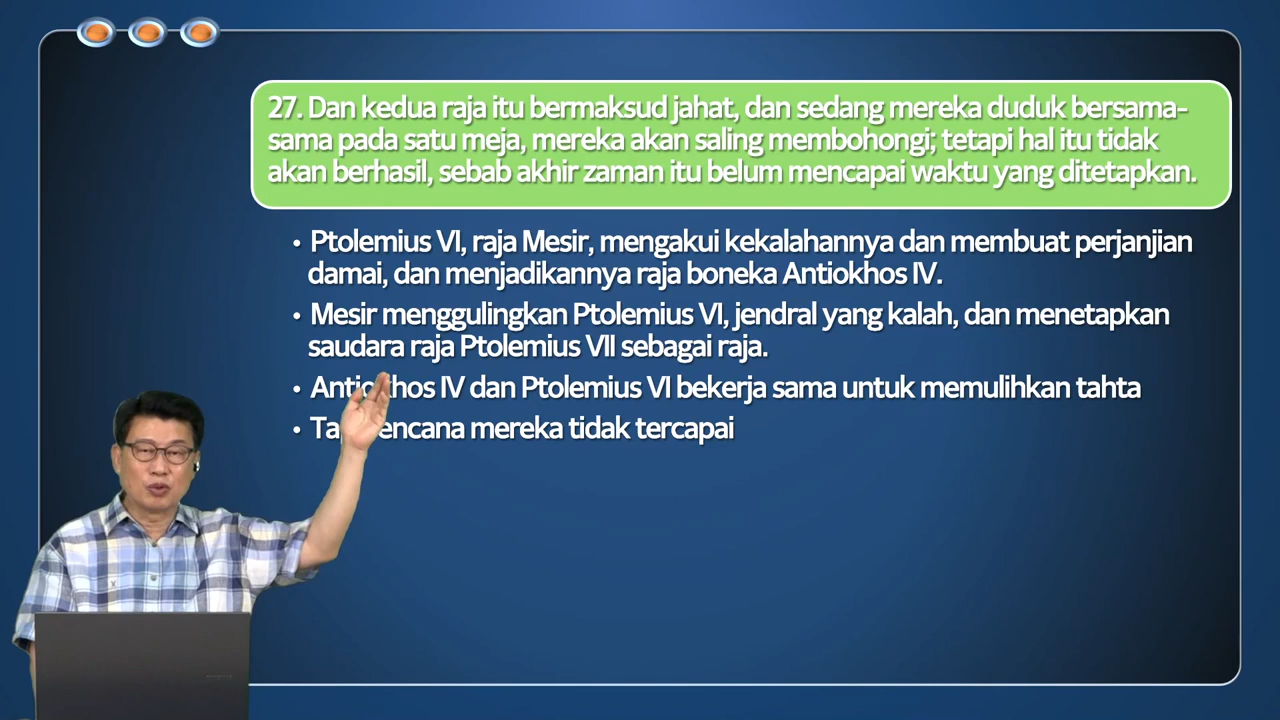 27. Dan kedua raja itu bermaksud jahat, dan sedang mereka duduk bersama-
sama pada satu meja, mereka akan saling membohongi; tetapi hal itu tidak
akan berhasil, sebab akhir zaman itu belum mencapai waktu yang ditetapkan.
• Ptolemius VI, raja Mesir, mengakui kekalahannya dan membuat perjanjian
damai, dan menjadikannya raja boneka Antiokhos IV.
• Mesir menggulingkan Ptolemius VI, jendral yang kalah, dan menetapkan
saudara raja Ptolemius VII sebagai raja.
• Antiokhos IV dan Ptolemius VI bekerja sama untuk memulihkan tahta
• mereka tidak tercapai